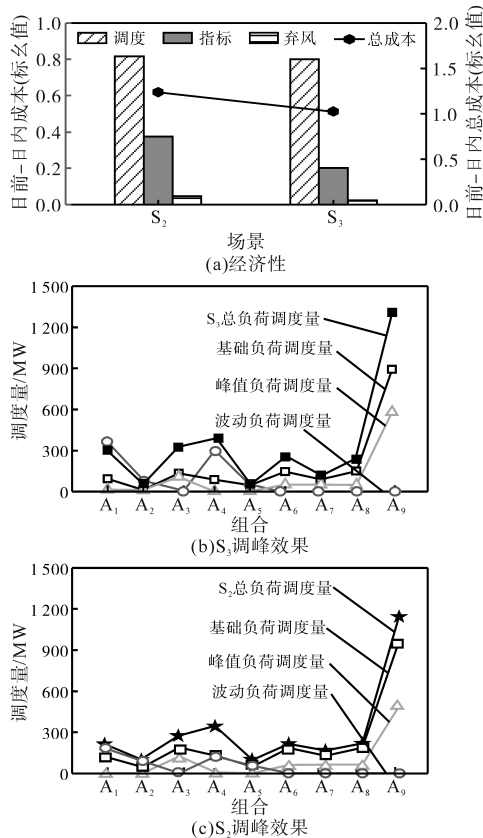 调度 指标 弃风 总成本
日前-日内成本(标幺值)
1.0
0.8
0.6
0.4
0.2
0.0
日前-日内总成本(标幺值)
2.0
1.5
1.0
0.5
0.0
S2 S3
场景
(a)经济性
调度量/MW
1 500
1 200
900
600
300
0
S3总负荷调度量
基础负荷调度量
峰值负荷调度量
波动负荷调度量
A1 A2 A3 A4 A5 A6 A7 A8 A9
组合
(b)S3调峰效果
调度量/MW
1 500
1 200
900
600
300
0
S2总负荷调度量
基础负荷调度量
峰值负荷调度量
波动负荷调度量
A1 A2 A3 A4 A5 A6 A7 A8 A9
组合
(c)S2调峰效果